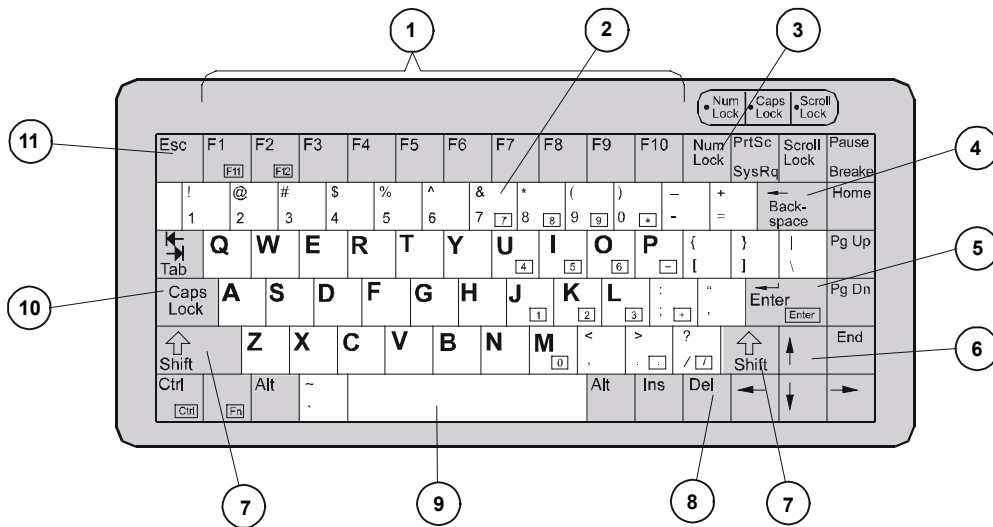 1 2 3
Num Lock Caps Lock Scroll Lock
11
Esc F1 F11 F2 F12 F3 F4 F5 F6 F7 F8 F9 F10 Num Lock PrtSc SysRq Scroll Lock Pause Breake
4
! 1 @ 2 # 3 $ 4 % 5 ^ 6 & 7 7 * 8 8 ( 9 9 ) 0 * – - + = Back-space Home
Tab Q W E R T Y U 4 I 5 O 6 P – { [ } ] | \ Pg Up
5
10
Caps Lock A S D F G H J 1 K 2 L 3 : ; + “ , Enter Enter Pg Dn
Shift Z X C V B N M 0 < , > . . ? / / Shift End
6
Ctrl Ctrl Fn Alt ~ ` Alt Ins Del
7 9 8 7